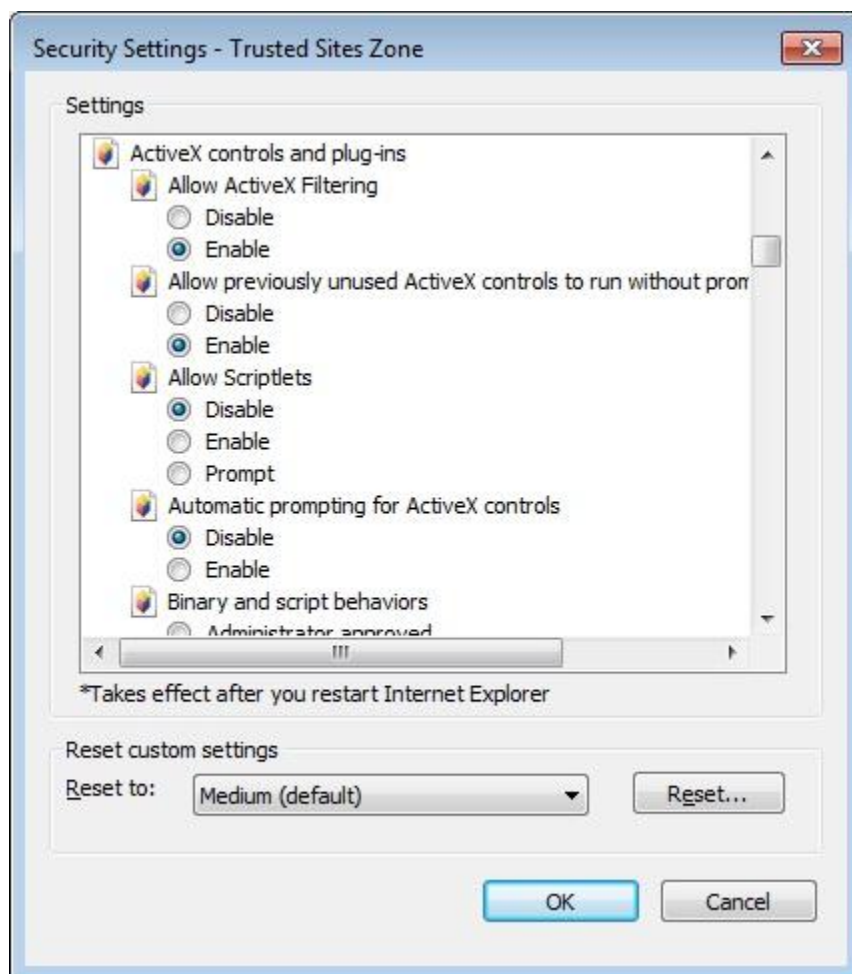 Security Settings - Trusted Sites Zone
Settings
ActiveX controls and plug-ins
Allow ActiveX Filtering
Disable
Enable
Allow previously unused ActiveX controls to run without prom
Disable
Enable
Allow Scriptlets
Disable
Enable
Prompt
Automatic prompting for ActiveX controls
Disable
Enable
Binary and script behaviors
Administrator approved
*Takes effect after you restart Internet Explorer
Reset custom settings
Reset to:
Medium (default)
Reset...
OK
Cancel